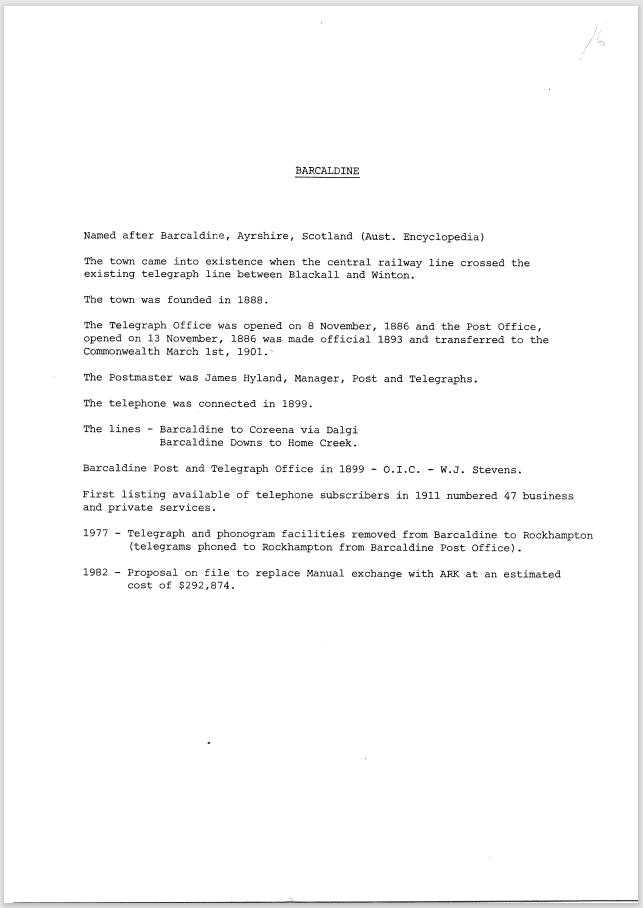 16
BARCALDINE
Named after Barcaldine, Ayrshire, Scotland (Aust. Encyclopedia)
The town came into existence when the central railway line crossed the
existing telegraph line between Blackall and Winton.
The town was founded in 1888.
The Telegraph Office was opened on 8 November, 1886 and the Post Office,
opened on 13 November, 1886 was made official 1893 and transferred to the
Commonwealth March 1st, 1901.
The Postmaster was James Hyland, Manager, Post and Telegraphs.
The telephone was connected in 1899.
The lines - Barcaldine to Coreena via Dalgi
Barcaldine Downs to Home Creek.
Barcaldine Post and Telegraph Office in 1899 - O.I.C. - W.J. Stevens.
First listing available of telephone subscribers in 1911 numbered 47 business
and private services.
1977 - Telegraph and phonogram facilities removed from Barcaldine to Rockhampton
(telegrams phoned to Rockhampton from Barcaldine Post Office).
1982 - Proposal on file to replace Manual exchange with ARK at an estimated
cost of $292,874.